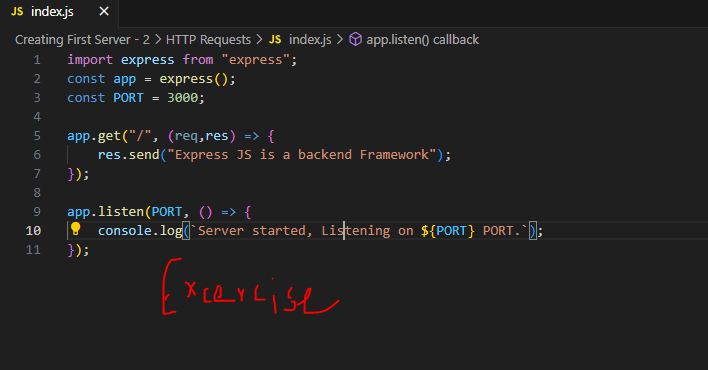 JS index.js X
Creating First Server - 2 > HTTP Requests > JS index.js > app.listen() callback
1 import express from "express";
2 const app = express();
3 const PORT = 3000;
4
5 app.get("/", (req,res) => {
6     res.send("Express JS is a backend Framework");
7 });
8
9 app.listen(PORT, () => {
10     console.log(`Server started, Listening on ${PORT} PORT.`);
11 });
Exercise